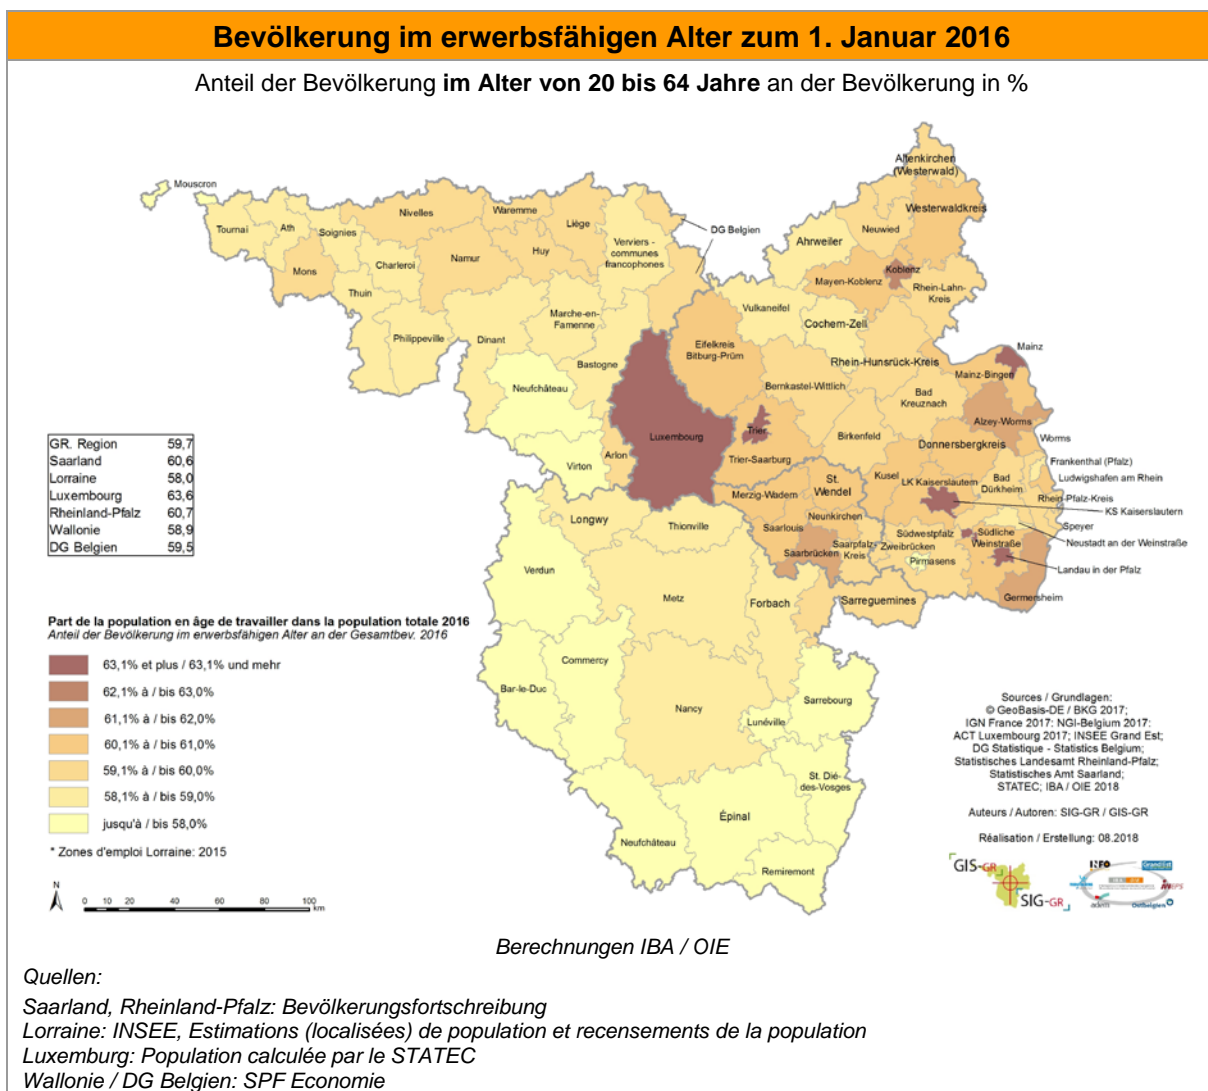 Bevölkerung im erwerbsfähigen Alter zum 1. Januar 2016
Anteil der Bevölkerung im Alter von 20 bis 64 Jahre an der Bevölkerung in %
Altenkirchen
(Westerwald)
Mouscron
Westerwaldkreis
Nivelles
Waremme
Liège
Tournai
Ath
Soignies
DG Belgien
Neuwied
Ahrweiler
Verviers -
communes
francophones
Huy
Namur
Charleroi
Mons
Koblenz
Mayen-Koblenz
Rhein-Lahn-
Kreis
Thuin
Vulkaneifel
Marche-en-
Famenne
Cochem-Zell
Philippeville
Dinant
Eifelkreis
Bitburg-Prüm
Mainz
Bastogne
Rhein-Hunsrück-Kreis
Mainz-Bingen
Neufchâteau
Bernkastel-Wittlich
Bad
Kreuznach
Alzey-Worms
Luxembourg
Trier
Birkenfeld
Donnersbergkreis
Worms
Arlon
Trier-Saarburg
Frankenthal (Pfalz)
Virton
Kusel
LK Kaiserslautern
Bad
Dürkheim
Ludwigshafen am Rhein
Merzig-Wadern
St.
Wendel
Rhein-Pfalz-Kreis
KS Kaiserslautern
Longwy
Thionville
Saarlouis
Neunkirchen
Speyer
Südwestpfalz
Südliche
Weinstraße
Neustadt an der Weinstraße
Saarbrücken
Saarpfalz-
Kreis
Zweibrücken
Pirmasens
Landau in der Pfalz
Verdun
Metz
Forbach
Sarreguemines
Germersheim
Commercy
Bar-le-Duc
Nancy
Sarrebourg
Lunéville
St. Dié-
des-Vosges
Épinal
Neufchâteau
Remiremont
GR. Region 59,7
Saarland 60,6
Lorraine 58,0
Luxembourg 63,6
Rheinland-Pfalz 60,7
Wallonie 58,9
DG Belgien 59,5
Part de la population en âge de travailler dans la population totale 2016
Anteil der Bevölkerung im erwerbsfähigen Alter an der Gesamtbev. 2016
63,1% et plus / 63,1% und mehr
62,1% à / bis 63,0%
61,1% à / bis 62,0%
60,1% à / bis 61,0%
59,1% à / bis 60,0%
58,1% à / bis 59,0%
jusqu'à / bis 58,0%
* Zones d'emploi Lorraine: 2015
N
0 10 20 40 60 80 100
km
Sources / Grundlagen:
© GeoBasis-DE / BKG 2017;
IGN France 2017: NGI-Belgium 2017:
ACT Luxembourg 2017; INSEE Grand Est;
DG Statistique - Statistics Belgium;
Statistisches Landesamt Rheinland-Pfalz;
Statistisches Amt Saarland;
STATEC; IBA / OIE 2018
Auteurs / Autoren: SIG-GR / GIS-GR
Réalisation / Erstellung: 08.2018
GIS-GR
SIG-GR
INFO
GrandEst
IWEPS
adem
Ostbelgien
Berechnungen IBA / OIE
Quellen:
Saarland, Rheinland-Pfalz: Bevölkerungsfortschreibung
Lorraine: INSEE, Estimations (localisées) de population et recensements de la population
Luxemburg: Population calculée par le STATEC
Wallonie / DG Belgien: SPF Economie